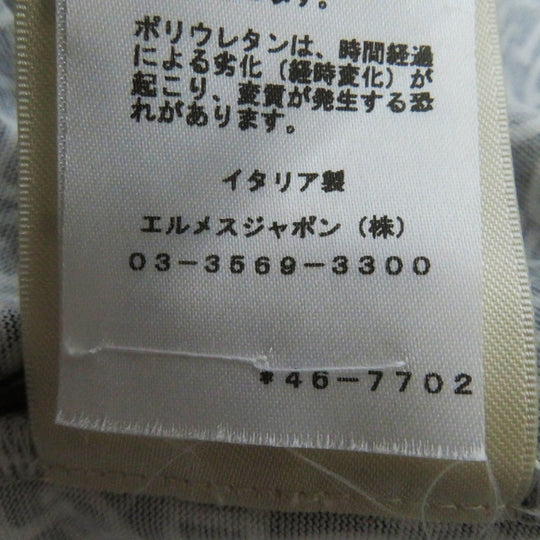 ます。
ポリウレタンは、時間経過
による劣化（経時変化）が
起こり、変質が発生する恐
れがあります。
イタリア製
エルメスジャポン（株）
03-3569-3300
*46-7702